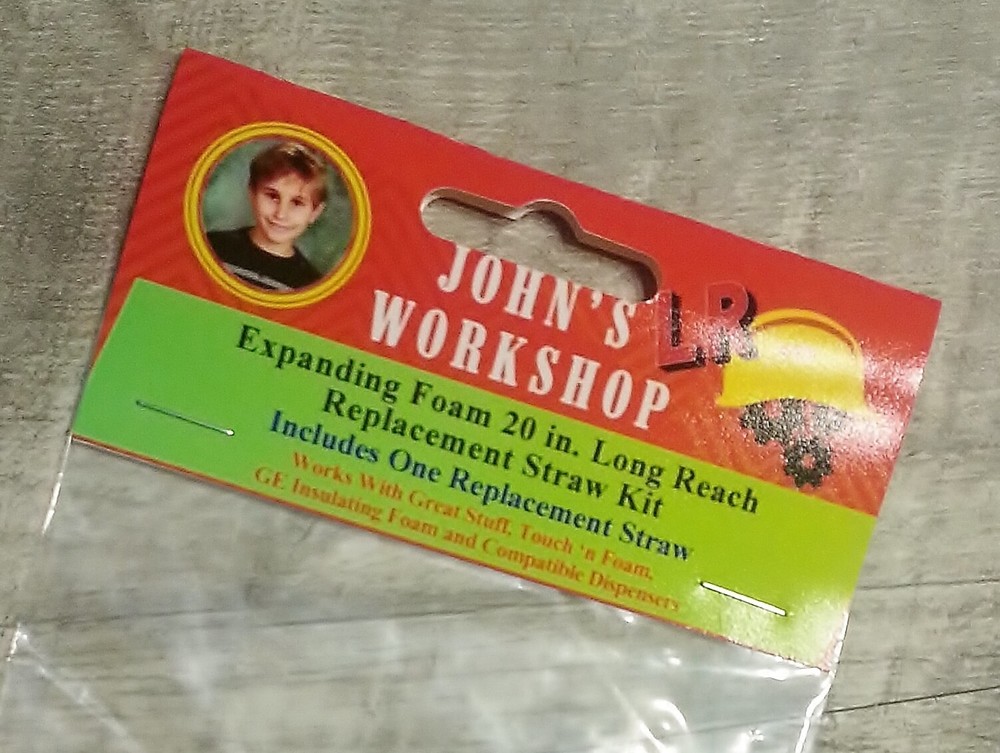 JOHN'S
WORKSHOP
LR
Expanding Foam 20 in. Long Reach
Replacement Straw Kit
Includes One Replacement Straw
Works With Great Stuff, Touch 'n Foam,
GE Insulating Foam and Compatible Dispensers